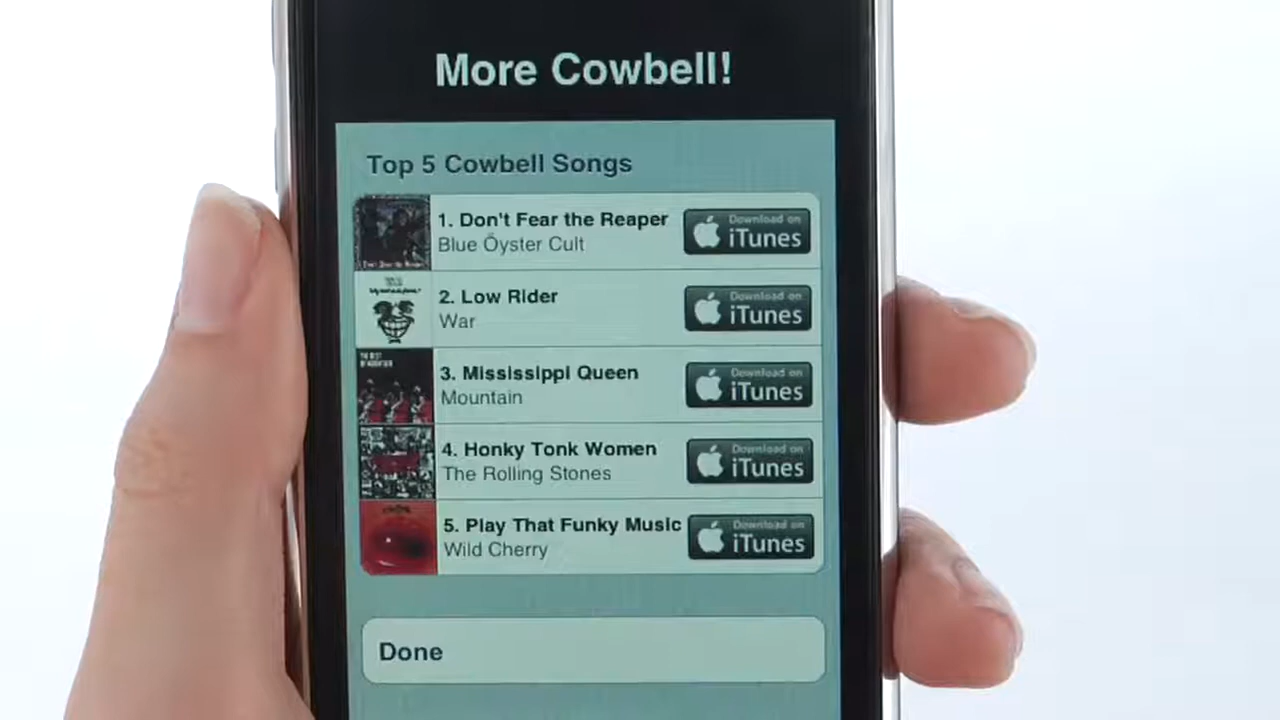 More Cowbell!
Top 5 Cowbell Songs
1. Don't Fear the Reaper
Blue Öyster Cult
Download on
iTunes
2. Low Rider
War
Download on
iTunes
3. Mississippi Queen
Mountain
Download on
iTunes
4. Honky Tonk Women
The Rolling Stones
Download on
iTunes
5. Play That Funky Music
Wild Cherry
Download on
iTunes
Done